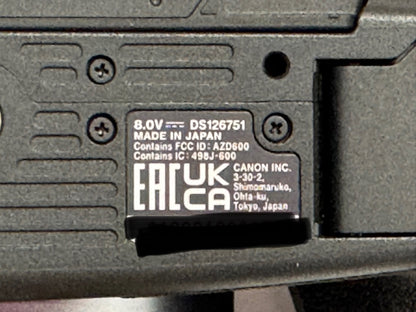 8.0V ⎓ DS126751
MADE IN JAPAN
Contains FCC ID: AZD600
Contains IC: 498J-600
EAC UK CA
CANON INC.
3-30-2,
Shimomaruko,
Ohta-ku,
Tokyo, Japan